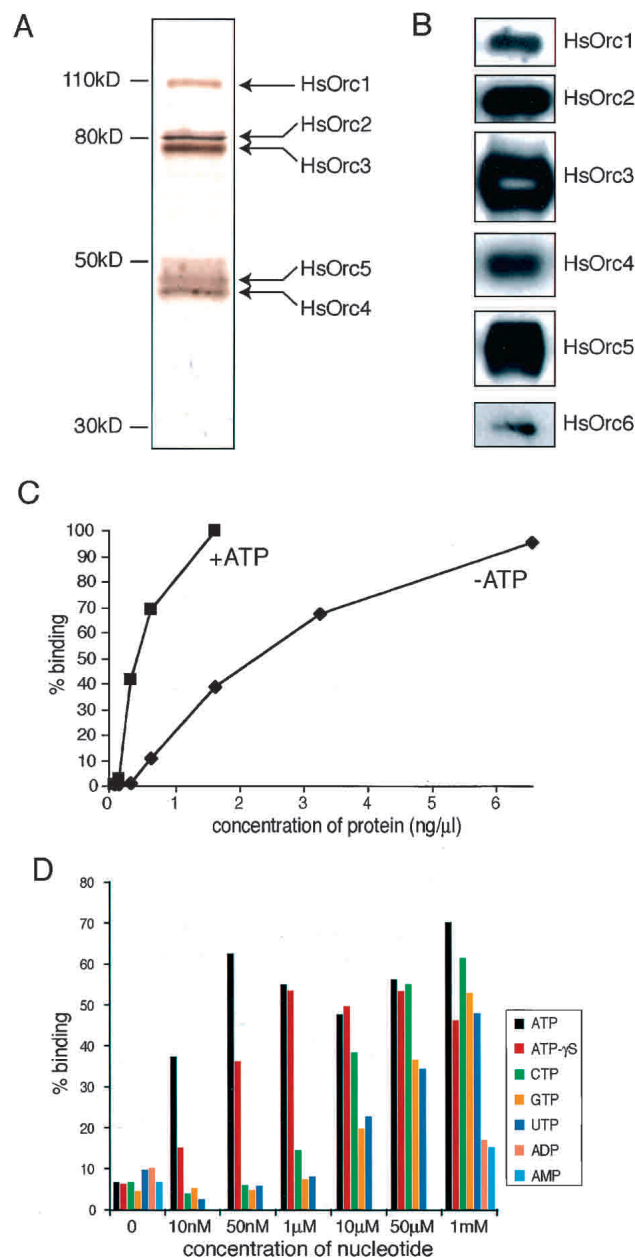 A
110kD
80kD
50kD
30kD
HsOrc1
HsOrc2
HsOrc3
HsOrc5
HsOrc4
B
HsOrc1
HsOrc2
HsOrc3
HsOrc4
HsOrc5
HsOrc6
C
% binding
100
90
80
70
60
50
40
30
20
10
0
+ATP
-ATP
0 1 2 3 4 5 6
concentration of protein (ng/µl)
D
% binding
80
70
60
50
40
30
20
10
0
ATP
ATP-γS
CTP
GTP
UTP
ADP
AMP
0 10nM 50nM 1µM 10µM 50µM 1mM
concentration of nucleotide